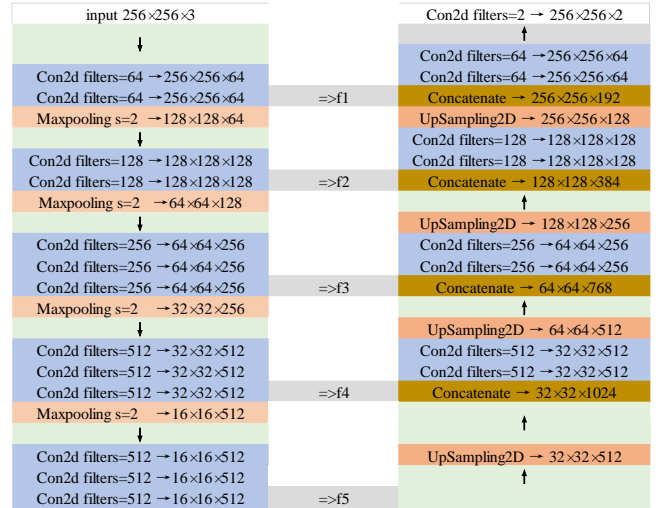 input 256×256×3
Con2d filters=64 →256×256×64
Con2d filters=64 →256×256×64
Maxpooling s=2 →128×128×64
Con2d filters=128 →128×128×128
Con2d filters=128 →128×128×128
Maxpooling s=2 →64×64×128
Con2d filters=256 →64×64×256
Con2d filters=256 →64×64×256
Con2d filters=256 →64×64×256
Maxpooling s=2 →32×32×256
Con2d filters=512 →32×32×512
Con2d filters=512 →32×32×512
Con2d filters=512 →32×32×512
Maxpooling s=2 →16×16×512
Con2d filters=512 →16×16×512
Con2d filters=512 →16×16×512
Con2d filters=512 →16×16×512
=>f1
=>f2
=>f3
=>f4
=>f5
Con2d filters=2 → 256×256×2
Con2d filters=64 →256×256×64
Con2d filters=64 →256×256×64
Concatenate → 256×256×192
UpSampling2D → 256×256×128
Con2d filters=128 →128×128×128
Con2d filters=128 →128×128×128
Concatenate → 128×128×384
UpSampling2D → 128×128×256
Con2d filters=256 →64×64×256
Con2d filters=256 →64×64×256
Concatenate → 64×64×768
UpSampling2D → 64×64×512
Con2d filters=512 →32×32×512
Con2d filters=512 →32×32×512
Concatenate → 32×32×1024
UpSampling2D → 32×32×512